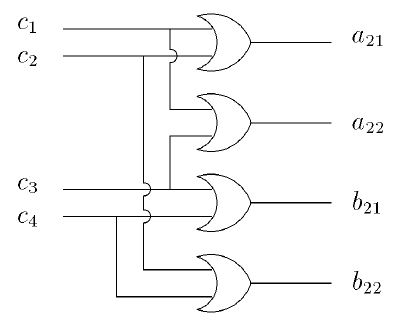 c₁
c₂
c₃
c₄
a₂₁
a₂₂
b₂₁
b₂₂